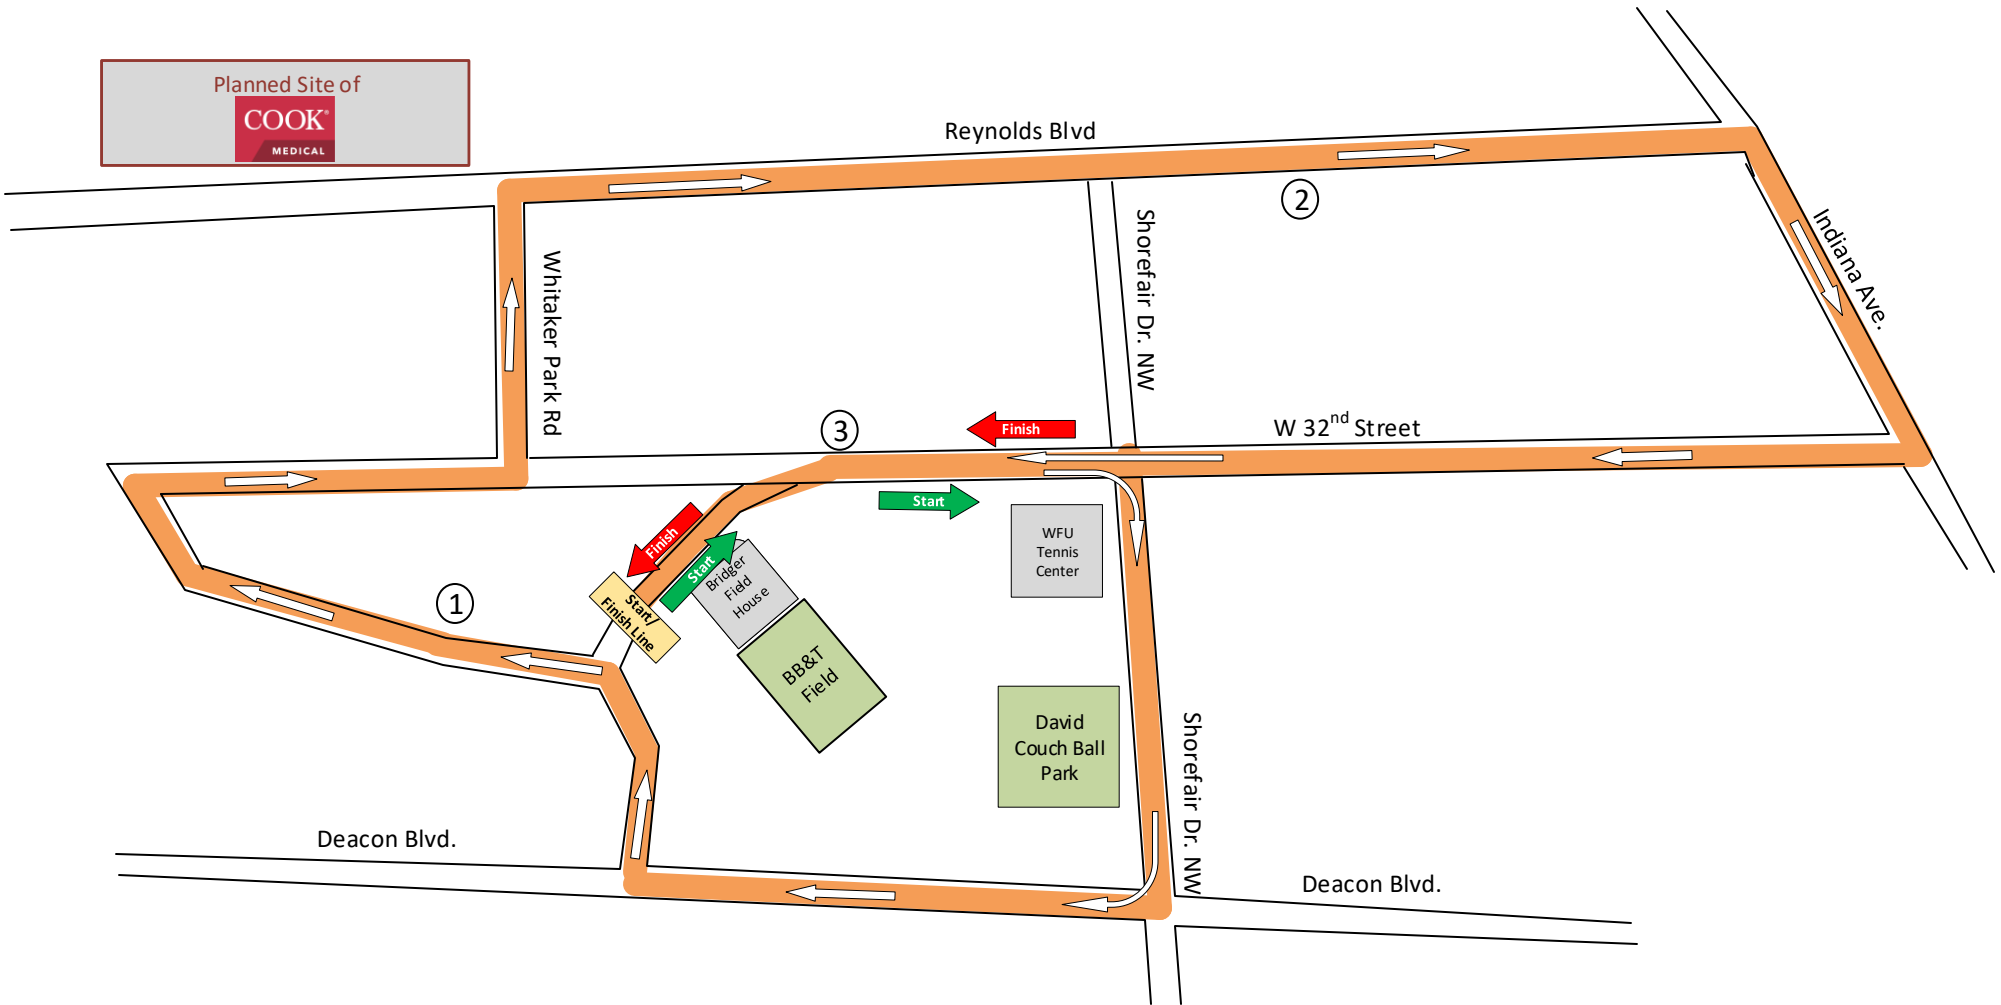 Planned Site of
COOK®
MEDICAL
Reynolds Blvd
2
Shorefair Dr. NW
Indiana Ave.
Whitaker Park Rd
3
Finish
W 32nd Street
Start
WFU
Tennis
Center
Finish
Start
Bridger
Field
House
Start/
Finish Line
1
BB&T
Field
David
Couch Ball
Park
Shorefair Dr. NW
Deacon Blvd.
Deacon Blvd.